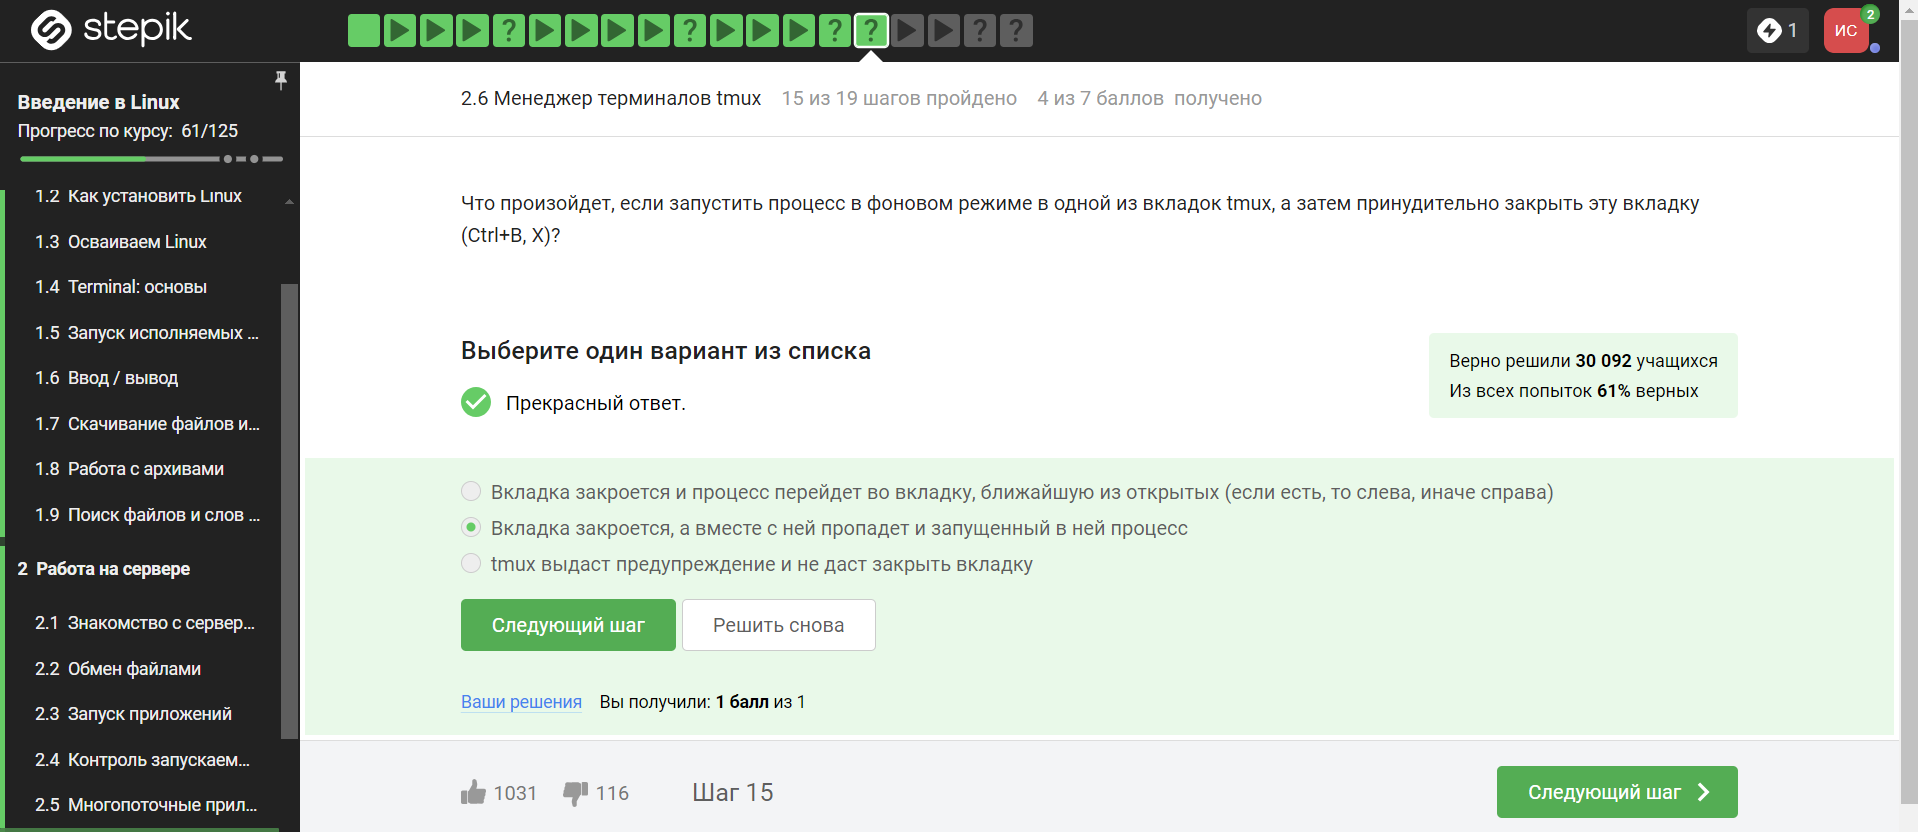 stepik
? ? ? ? ? ?
1
ИС
2
Введение в Linux
Прогресс по курсу: 61/125
1.2 Как установить Linux
1.3 Осваиваем Linux
1.4 Terminal: основы
1.5 Запуск исполняемых ...
1.6 Ввод / вывод
1.7 Скачивание файлов и...
1.8 Работа с архивами
1.9 Поиск файлов и слов ...
2 Работа на сервере
2.1 Знакомство с сервер...
2.2 Обмен файлами
2.3 Запуск приложений
2.4 Контроль запускаем...
2.5 Многопоточные прил...
2.6 Менеджер терминалов tmux 15 из 19 шагов пройдено 4 из 7 баллов получено
Что произойдет, если запустить процесс в фоновом режиме в одной из вкладок tmux, а затем принудительно закрыть эту вкладку
(Ctrl+B, X)?
Выберите один вариант из списка
Прекрасный ответ.
Верно решили 30 092 учащихся
Из всех попыток 61% верных
Вкладка закроется и процесс перейдет во вкладку, ближайшую из открытых (если есть, то слева, иначе справа)
Вкладка закроется, а вместе с ней пропадет и запущенный в ней процесс
tmux выдаст предупреждение и не даст закрыть вкладку
Следующий шаг Решить снова
Ваши решения Вы получили: 1 балл из 1
1031 116 Шаг 15 Следующий шаг